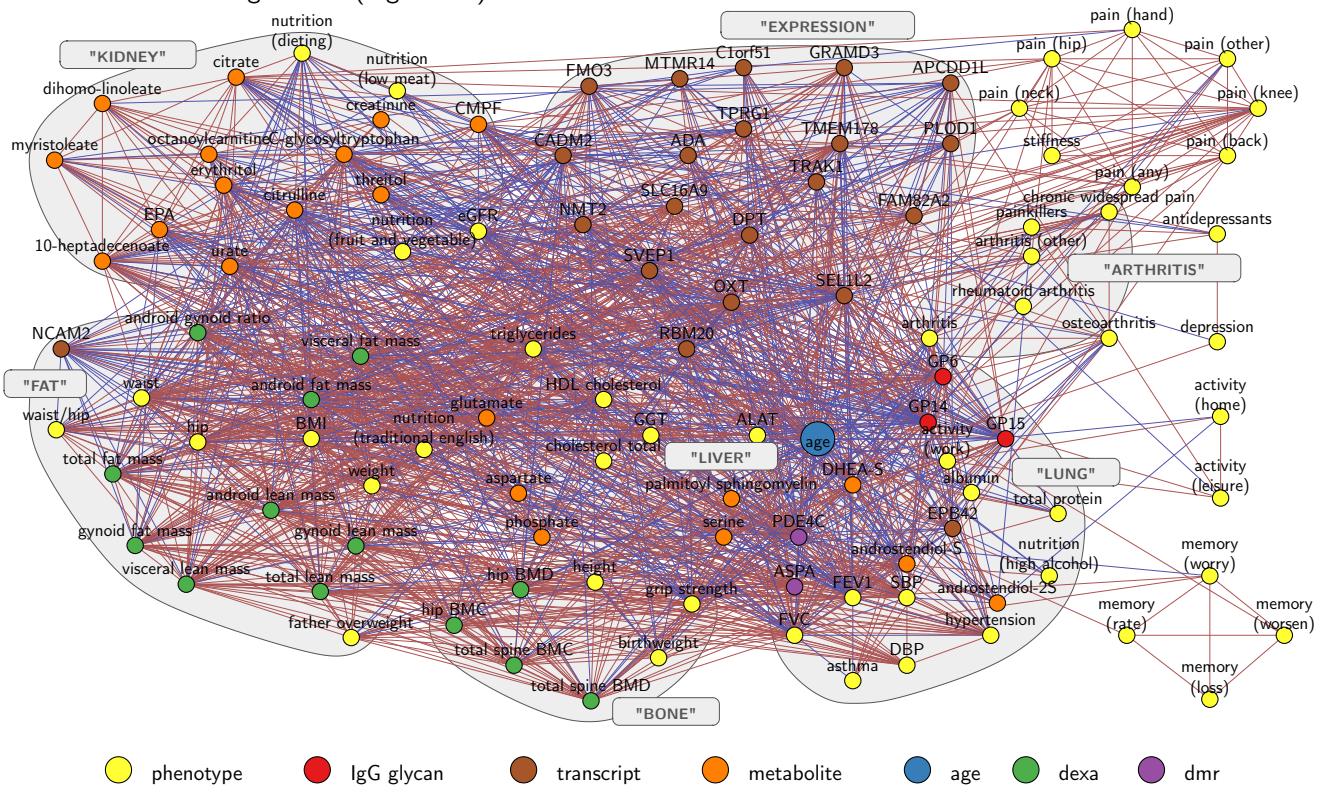 "KIDNEY"
"EXPRESSION"
nutrition
(dieting)
citrate
nutrition
(low meat)
dihomo-linoleate
creatinine
CMPF
myristoleate
octanoylcarnitine
C-glycosyltryptophan
erythritol
threitol
citrulline
EPA
nutrition
(fruit and vegetable)
eGFR
10-heptadecenoate
urate
FMO3
MTMR14
C1orf51
GRAMD3
APCDD1L
TPRG1
TMEM178
PLOD1
CADM2
ADA
TRAK1
SLC16A9
NMT2
DPT
FAM82A2
SVEP1
OXT
SEL1L2
RBM20
pain (hand)
pain (hip)
pain (other)
pain (neck)
pain (knee)
stiffness
pain (back)
pain (any)
chronic widespread pain
painkillers
antidepressants
arthritis (other)
"ARTHRITIS"
rheumatoid arthritis
arthritis
osteoarthritis
depression
NCAM2
android gynoid ratio
visceral fat mass
triglycerides
"FAT"
waist
android fat mass
HDL cholesterol
waist/hip
hip
BMI
nutrition
(traditional english)
glutamate
GGT
ALAT
age
cholesterol total
"LIVER"
total fat mass
weight
aspartate
palmitoyl sphingomyelin
DHEA-S
GP6
GP14
GP15
activity
(work)
albumin
"LUNG"
total protein
activity
(home)
activity
(leisure)
android lean mass
gynoid fat mass
gynoid lean mass
phosphate
serine
PDE4C
EPB42
visceral lean mass
total lean mass
hip BMD
height
grip strength
ASPA
FEV1
androstendiol-S
SBP
nutrition
(high alcohol)
androstendiol-2S
father overweight
hip BMC
total spine BMC
birthweight
FVC
hypertension
DBP
asthma
total spine BMD
"BONE"
memory
(worry)
memory
(rate)
memory
(worsen)
memory
(loss)
phenotype
IgG glycan
transcript
metabolite
age
dexa
dmr